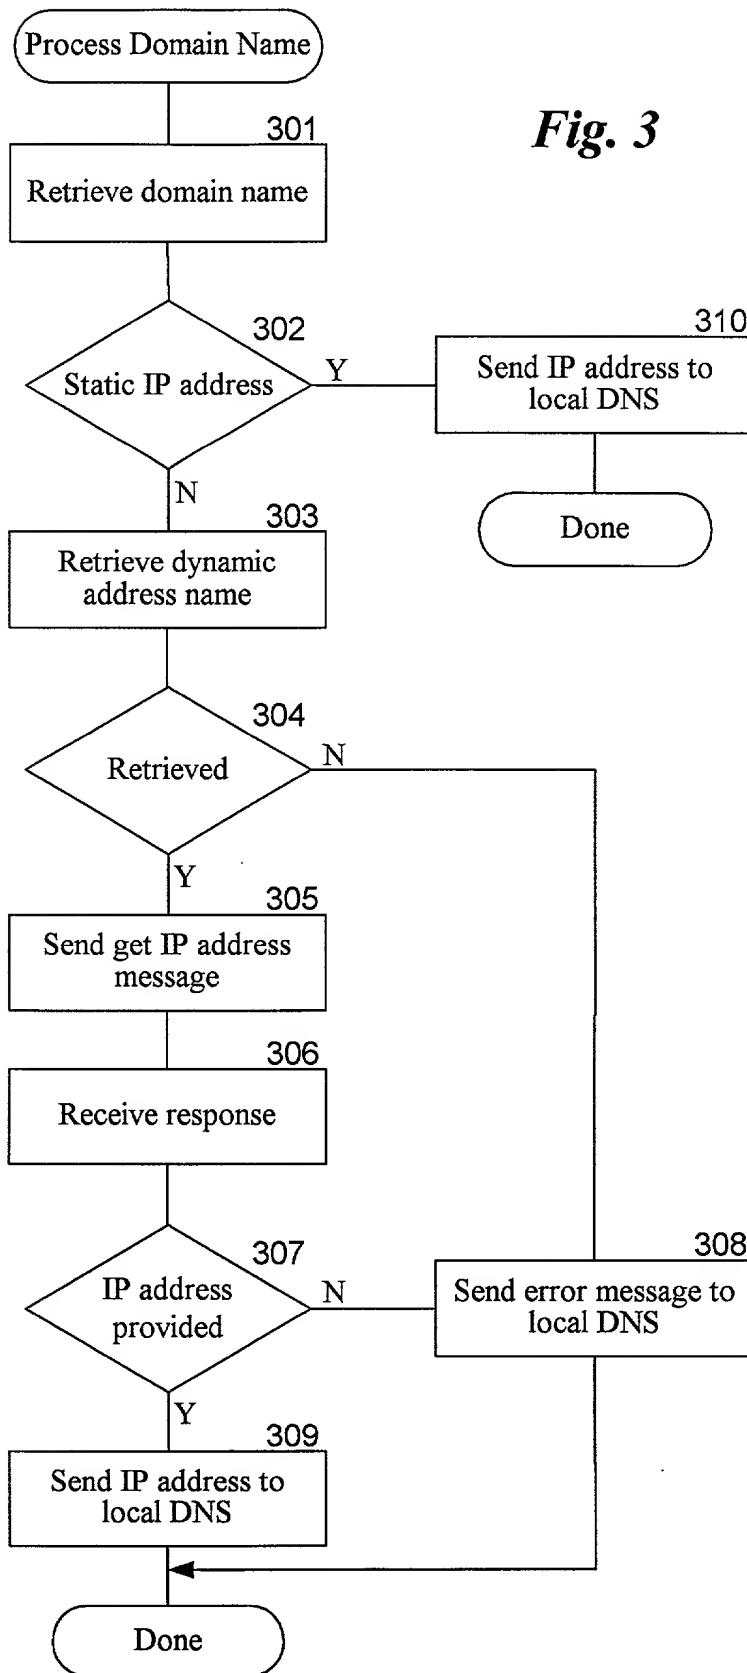 Process Domain Name
Fig. 3
301
Retrieve domain name
302
Static IP address
Y
N
310
Send IP address to
local DNS
Done
303
Retrieve dynamic
address name
304
Retrieved
N
Y
305
Send get IP address
message
306
Receive response
307
IP address
provided
N
Y
308
Send error message to
local DNS
309
Send IP address to
local DNS
Done